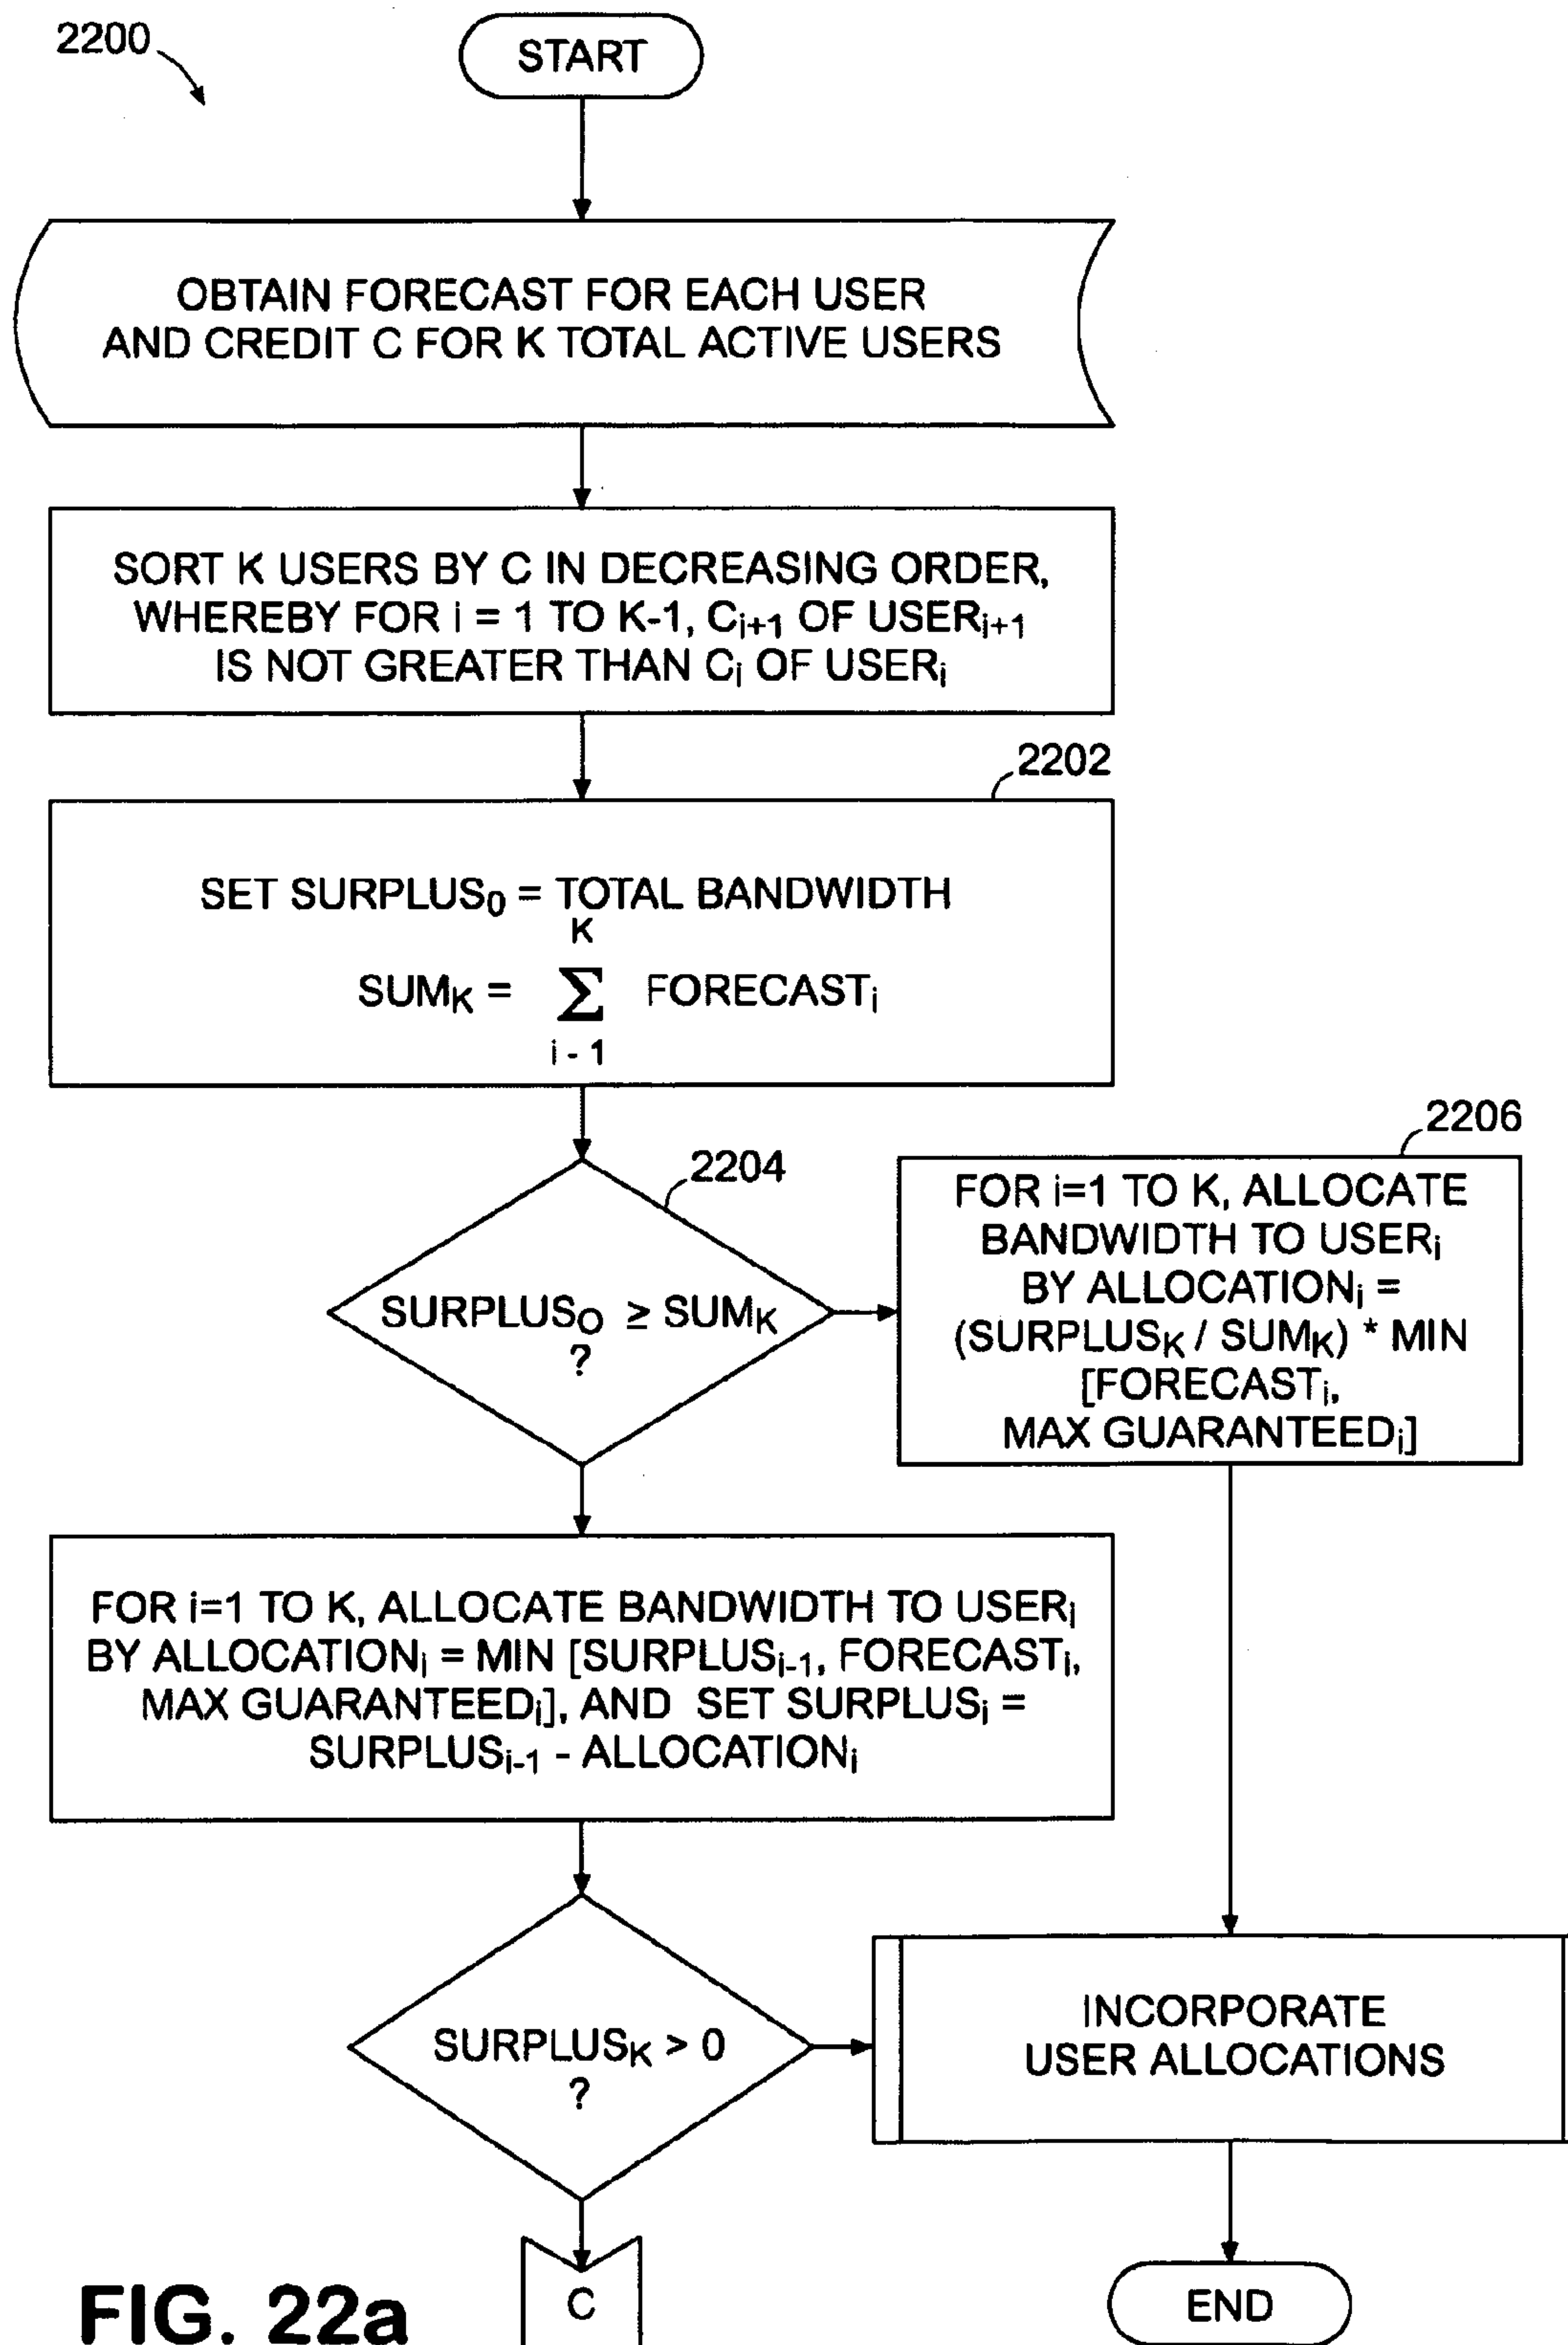 2200
START
OBTAIN FORECAST FOR EACH USER
AND CREDIT C FOR K TOTAL ACTIVE USERS
SORT K USERS BY C IN DECREASING ORDER,
WHEREBY FOR i = 1 TO K-1, Ci+1 OF USERi+1
IS NOT GREATER THAN Ci OF USERi
2202
SET SURPLUS0 = TOTAL BANDWIDTH
K
SUMK = Σ FORECASTi
i - 1
2204
SURPLUSO ≥ SUMK
?
2206
FOR i=1 TO K, ALLOCATE
BANDWIDTH TO USERi
BY ALLOCATIONi =
(SURPLUSK / SUMK) * MIN
[FORECASTi,
MAX GUARANTEEDi]
FOR i=1 TO K, ALLOCATE BANDWIDTH TO USERi
BY ALLOCATIONi = MIN [SURPLUSi-1, FORECASTi,
MAX GUARANTEEDi], AND SET SURPLUSi =
SURPLUSi-1 - ALLOCATIONi
SURPLUSK > 0
?
INCORPORATE
USER ALLOCATIONS
C
END
FIG. 22a